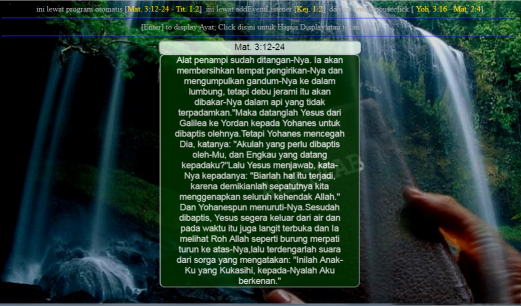 ini lewat program otomatis [Mat. 3:12-24 - Tit. 1:2] ini lewat addEventListener [Kej. 1:2] dan [Yoh. 3:16 - Mat. 2:4]
[Enter] to display Ayat; Click disini untuk Hapus Display
Mat. 3:12-24
Alat penampi sudah ditangan-Nya. Ia akan
membersihkan tempat pengirikan-Nya dan
mengumpulkan gandum-Nya ke dalam
lumbung, tetapi debu jerami itu akan
dibakar-Nya dalam api yang tidak
terpadamkan."Maka datanglah Yesus dari
Galilea ke Yordan kepada Yohanes untuk
dibaptis olehnya.Tetapi Yohanes mencegah
Dia, katanya: "Akulah yang perlu dibaptis
oleh-Mu, dan Engkau yang datang
kepadaku?"Lalu Yesus menjawab, kata-
Nya kepadanya: "Biarlah hal itu terjadi,
karena demikianlah sepatutnya kita
menggenapkan seluruh kehendak Allah."
Dan Yohanespun menuruti-Nya.Sesudah
dibaptis, Yesus segera keluar dari air dan
pada waktu itu juga langit terbuka dan Ia
melihat Roh Allah seperti burung merpati
turun ke atas-Nya,lalu terdengarlah suara
dari sorga yang mengatakan: "Inilah Anak-
Ku yang Kukasihi, kepada-Nyalah Aku
berkenan."